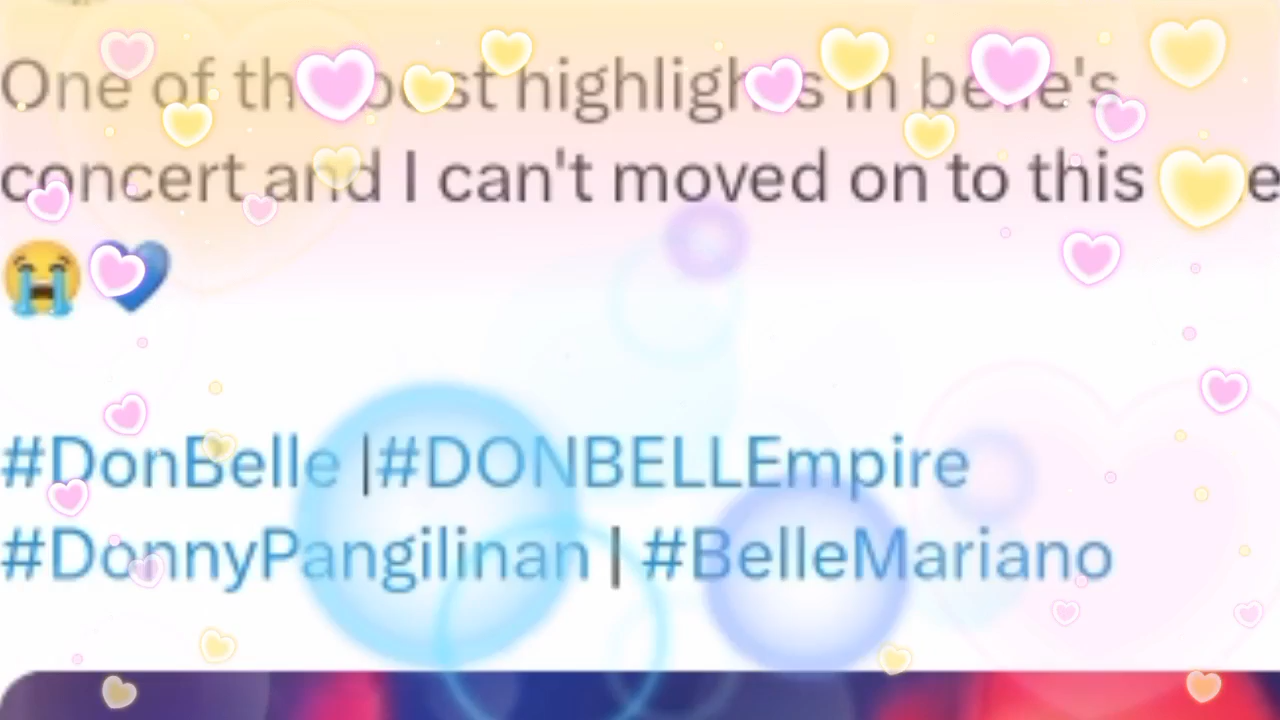 One of the best highlights in belle's
concert and I can't moved on to this
😭💙
#DonBelle |#DONBELLEmpire
#DonnyPangilinan | #BelleMariano